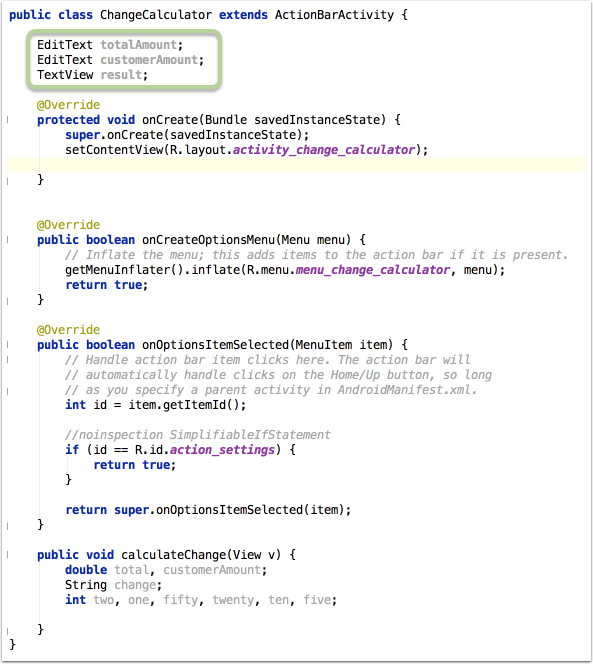 public class ChangeCalculator extends ActionBarActivity {
EditText totalAmount;
EditText customerAmount;
TextView result;
@Override
protected void onCreate(Bundle savedInstanceState) {
super.onCreate(savedInstanceState);
setContentView(R.layout.activity_change_calculator);
}
@Override
public boolean onCreateOptionsMenu(Menu menu) {
// Inflate the menu; this adds items to the action bar if it is present.
getMenuInflater().inflate(R.menu.menu_change_calculator, menu);
return true;
}
@Override
public boolean onOptionsItemSelected(MenuItem item) {
// Handle action bar item clicks here. The action bar will
// automatically handle clicks on the Home/Up button, so long
// as you specify a parent activity in AndroidManifest.xml.
int id = item.getItemId();
//noinspection SimplifiableIfStatement
if (id == R.id.action_settings) {
return true;
}
return super.onOptionsItemSelected(item);
}
public void calculateChange(View v) {
double total, customerAmount;
String change;
int two, one, fifty, twenty, ten, five;
}
}